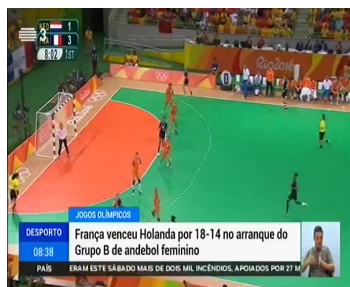 NED 1
FRA 3
8:02 1ST
Rio2016
JOGOS OLÍMPICOS
DESPORTO
França venceu Holanda por 18-14 no arranque do
Grupo B de andebol feminino
08:38
PAÍS
ERAM ESTE SÁBADO MAIS DE DOIS MIL INCÊNDIOS, APOIADOS POR 27 M